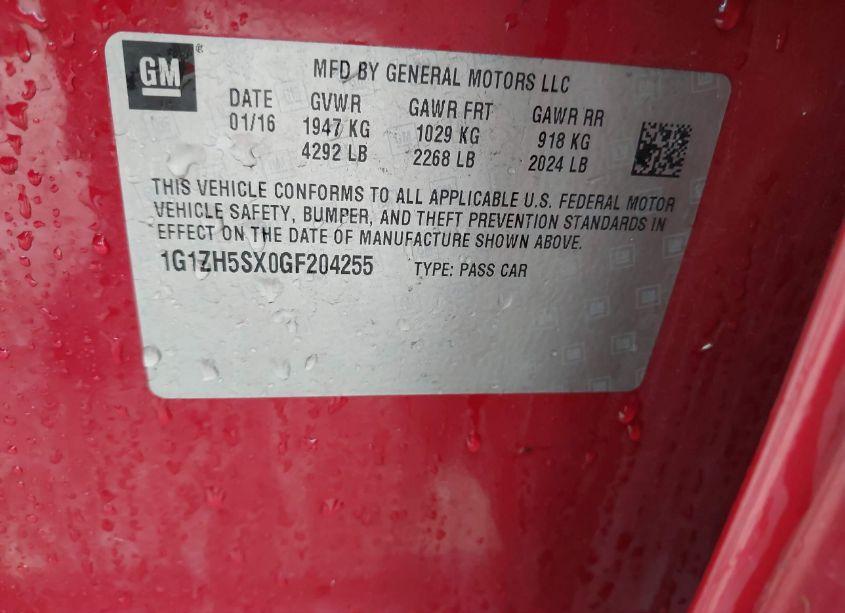 GM®
MFD BY GENERAL MOTORS LLC
DATE GVWR GAWR FRT GAWR RR
01/16 1947 KG 1029 KG 918 KG
4292 LB 2268 LB 2024 LB
THIS VEHICLE CONFORMS TO ALL APPLICABLE U.S. FEDERAL MOTOR
VEHICLE SAFETY, BUMPER, AND THEFT PREVENTION STANDARDS IN
EFFECT ON THE DATE OF MANUFACTURE SHOWN ABOVE.
1G1ZH5SX0GF204255 TYPE: PASS CAR